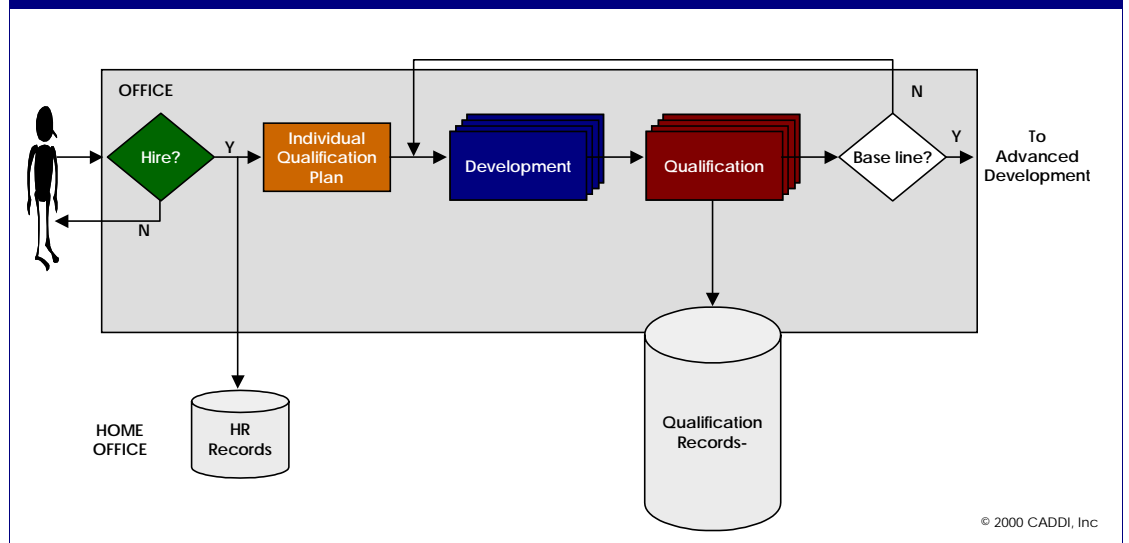 OFFICE
Hire?
Y
N
Individual
Qualification
Plan
Development
Qualification
Base line?
N
Y
To
Advanced
Development
HOME
OFFICE
HR
Records
Qualification
Records-
© 2000 CADDI, Inc